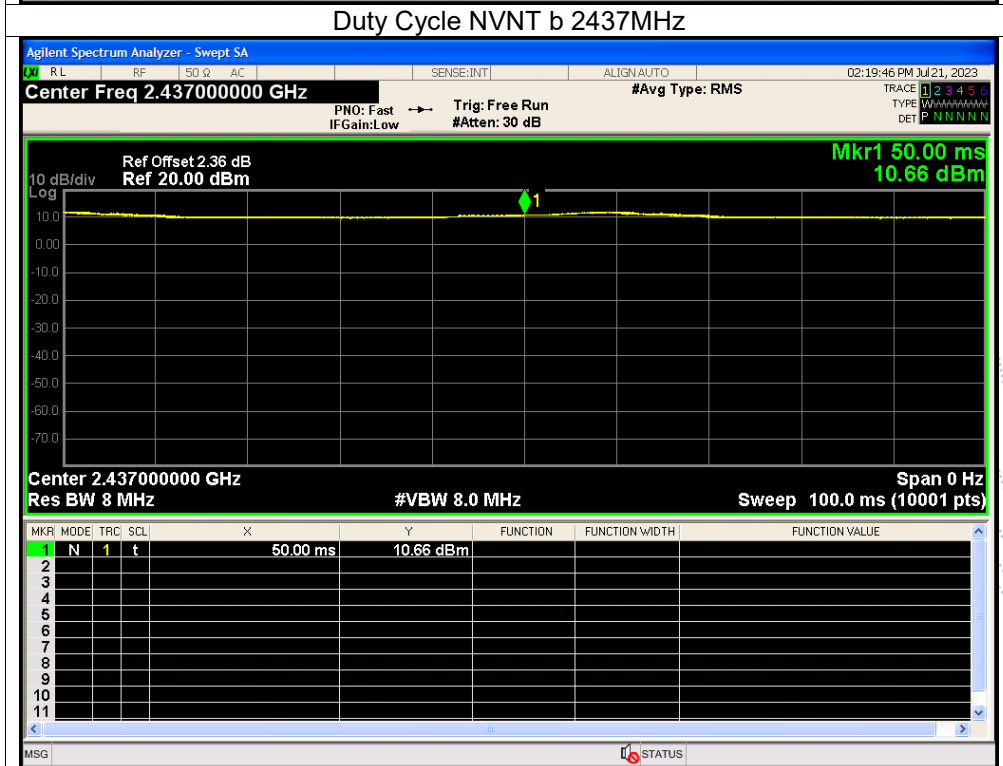 Duty Cycle NVNT b 2437MHz
Agilent Spectrum Analyzer - Swept SA
LXI RL RF 50 Ω AC SENSE:INT ALIGN AUTO 02:19:46 PM Jul 21, 2023
Center Freq 2.437000000 GHz #Avg Type: RMS TRACE 1 2 3 4 5 6
PNO: Fast Trig: Free Run TYPE
IFGain:Low #Atten: 30 dB DET P N N N N N
Mkr1 50.00 ms
Ref Offset 2.36 dB
10 dB/div Ref 20.00 dBm 10.66 dBm
Log
1
10.0
0.00
-10.0
-20.0
-30.0
-40.0
-50.0
-60.0
-70.0
Center 2.437000000 GHz Span 0 Hz
Res BW 8 MHz #VBW 8.0 MHz Sweep 100.0 ms (10001 pts)
MKR MODE TRC SCL X Y FUNCTION FUNCTION WIDTH FUNCTION VALUE
1 N 1 t 50.00 ms 10.66 dBm
2
3
4
5
6
7
8
9
10
11
MSG STATUS